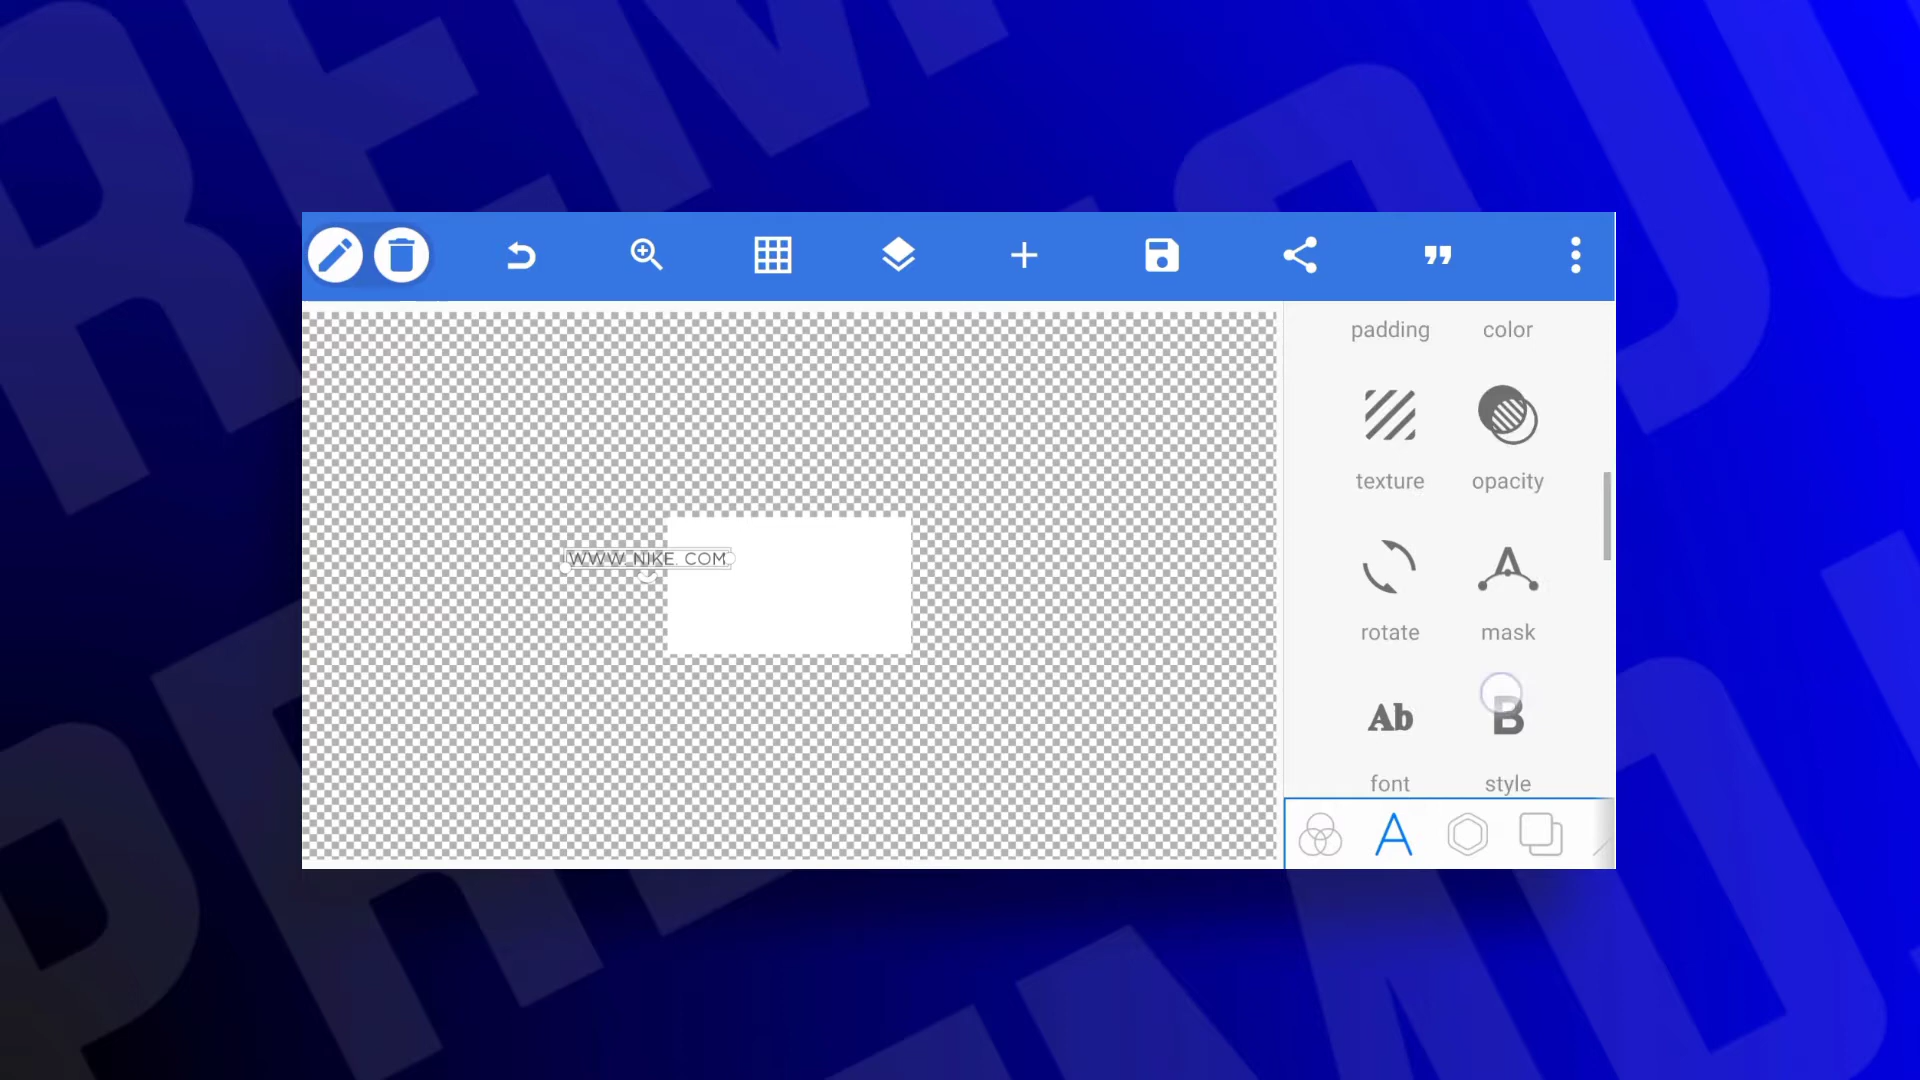 padding color
texture opacity
WWW. NIKE. COM
rotate mask
Ab B
font style
A